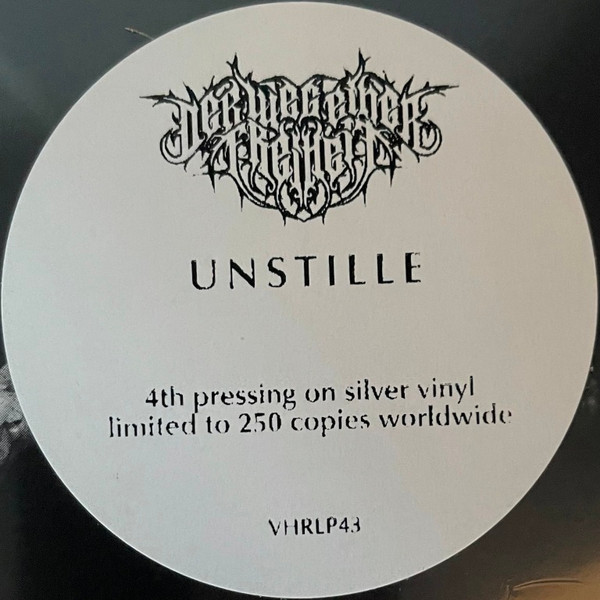 DER WEG EINER
FREIHEIT
UNSTILLE
4th pressing on silver vinyl
limited to 250 copies worldwide
VHRLP43